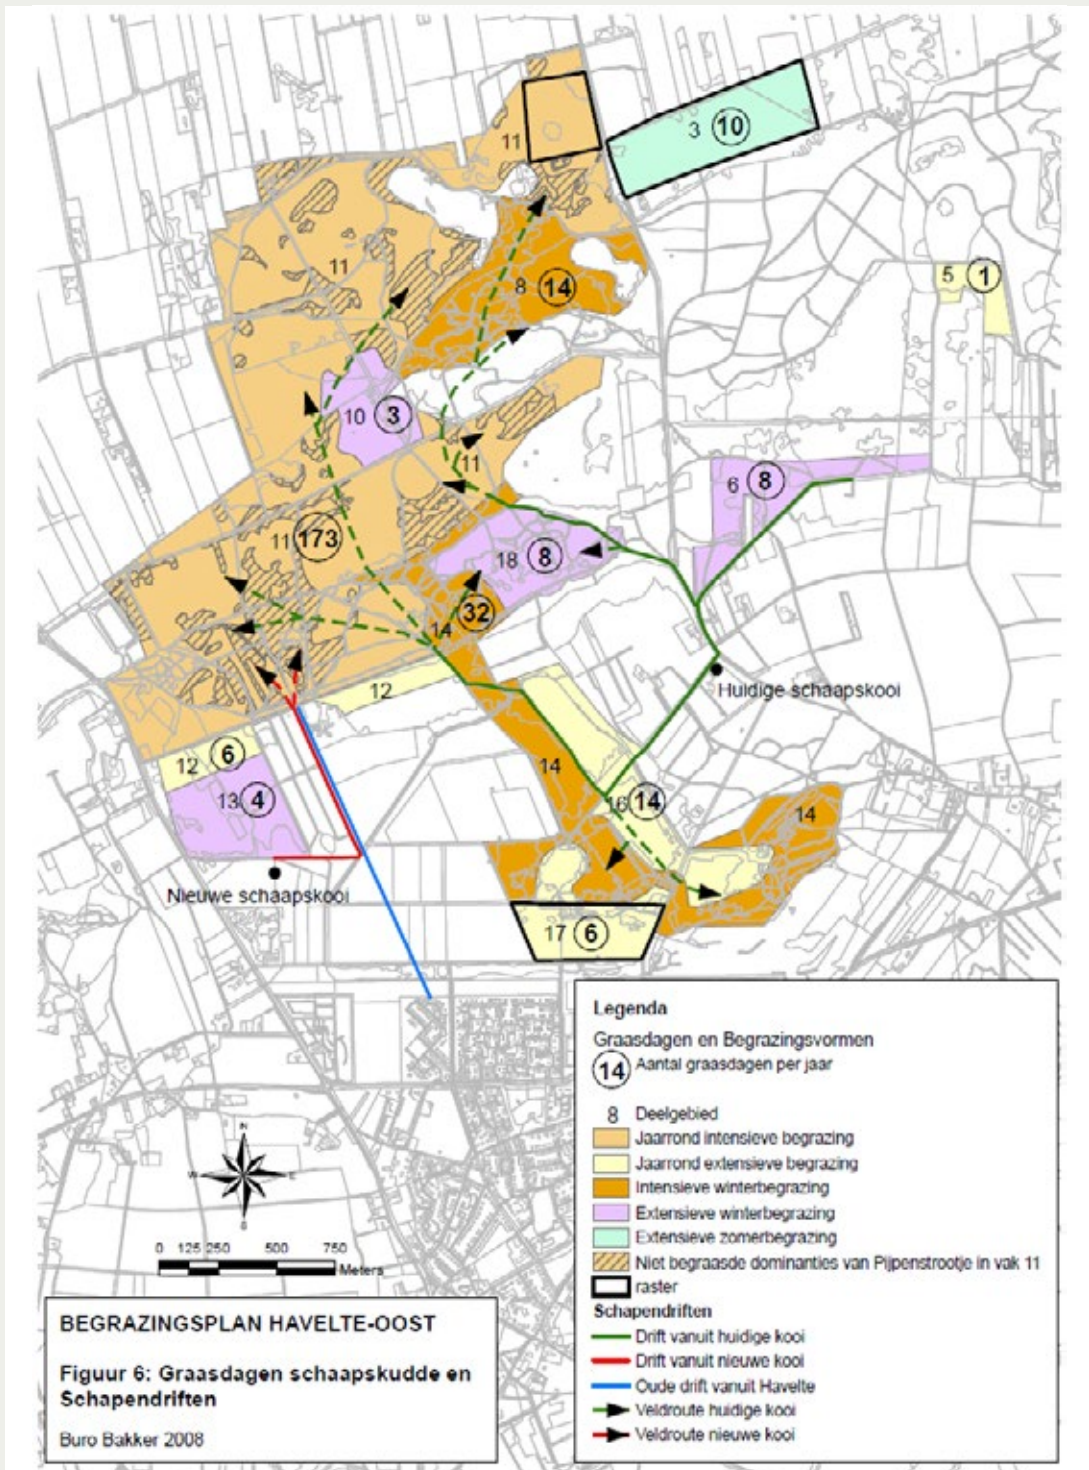 11
3 10
11
5 1
8 14
10 3
11
6 8
11 173
18 8
32
14
Huidige schaapskooi
12
12 6
14
13 4
16 14
14
Nieuwe schaapskooi
17 6
Legenda
Graasdagen en Begrazingsvormen
14 Aantal graasdagen per jaar
8 Deelgebied
Jaarrond intensieve begrazing
Jaarrond extensieve begrazing
Intensieve winterbegrazing
Extensieve winterbegrazing
Extensieve zomerbegrazing
Niet begraasde dominanties van Pijpenstrootje in vak 11
raster
Schapendriften
Drift vanuit huidige kooi
Drift vanuit nieuwe kooi
Oude drift vanuit Havelte
Veldroute huidige kooi
Veldroute nieuwe kooi
N
W E
S
0 125 250 500 750
Meters
BEGRAZINGSPLAN HAVELTE-OOST
Figuur 6: Graasdagen schaapskudde en
Schapendriften
Buro Bakker 2008
11